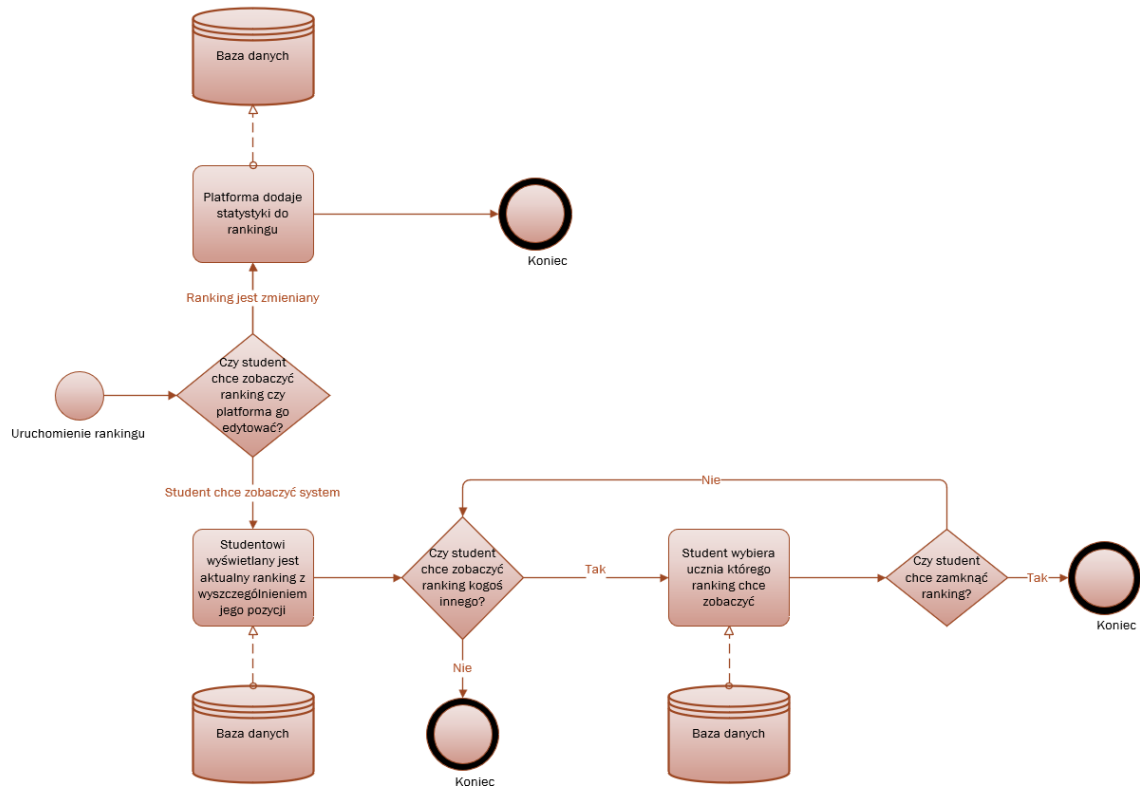 Baza danych
Platforma dodaje
statystyki do
rankingu
Koniec
Ranking jest zmieniany
Czy student
chce zobaczyć
ranking czy
platforma go
edytować?
Uruchomienie rankingu
Student chce zobaczyć system
Nie
Studentowi
wyświetlany jest
aktualny ranking z
wyszczególnieniem
jego pozycji
Czy student
chce zobaczyć
ranking kogoś
innego?
Tak
Student wybiera
ucznia którego
ranking chce
zobaczyć
Czy student
chce zamknąć
ranking?
Tak
Koniec
Nie
Baza danych
Koniec
Baza danych